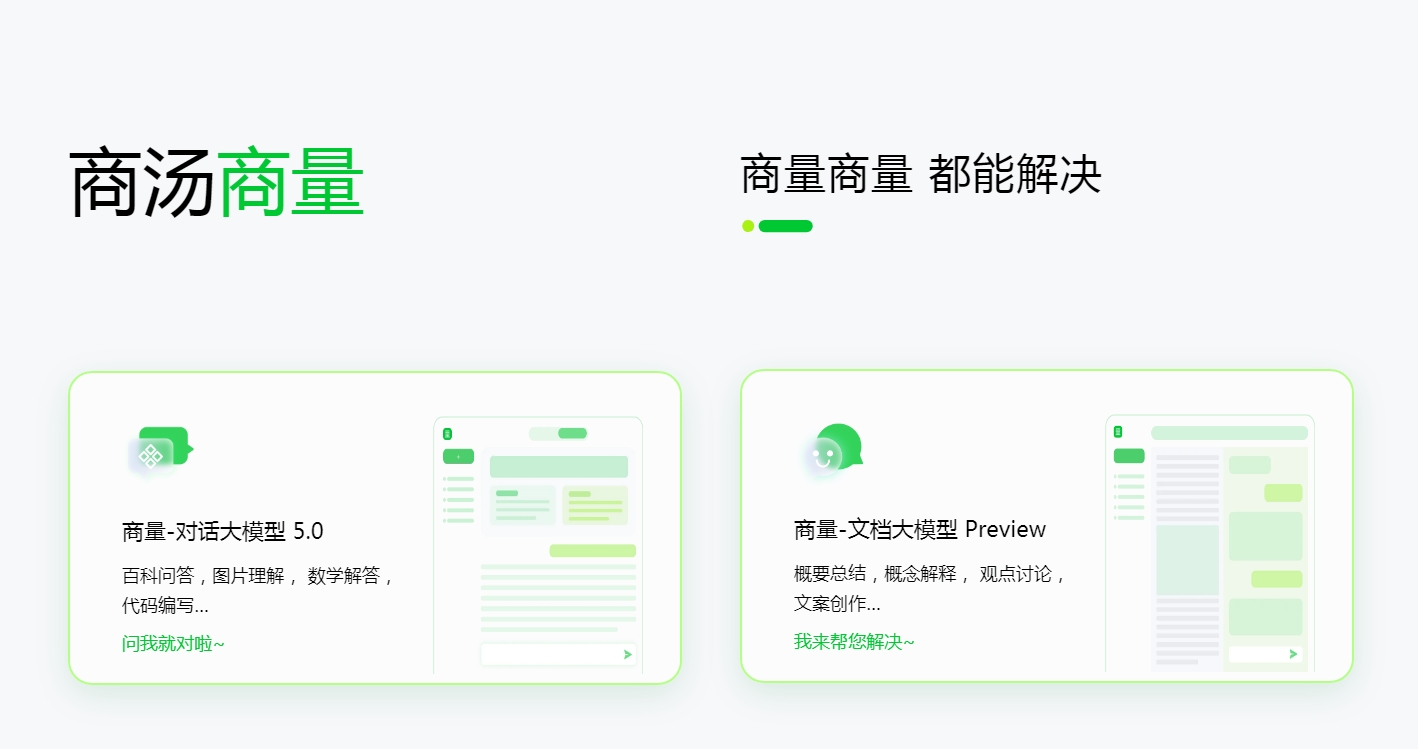 商汤商量
商量商量 都能解决
商量-对话大模型 5.0
百科问答，图片理解， 数学解答，
代码编写...
问我就对啦~
商量-文档大模型 Preview
概要总结，概念解释， 观点讨论，
文案创作...
我来帮您解决~